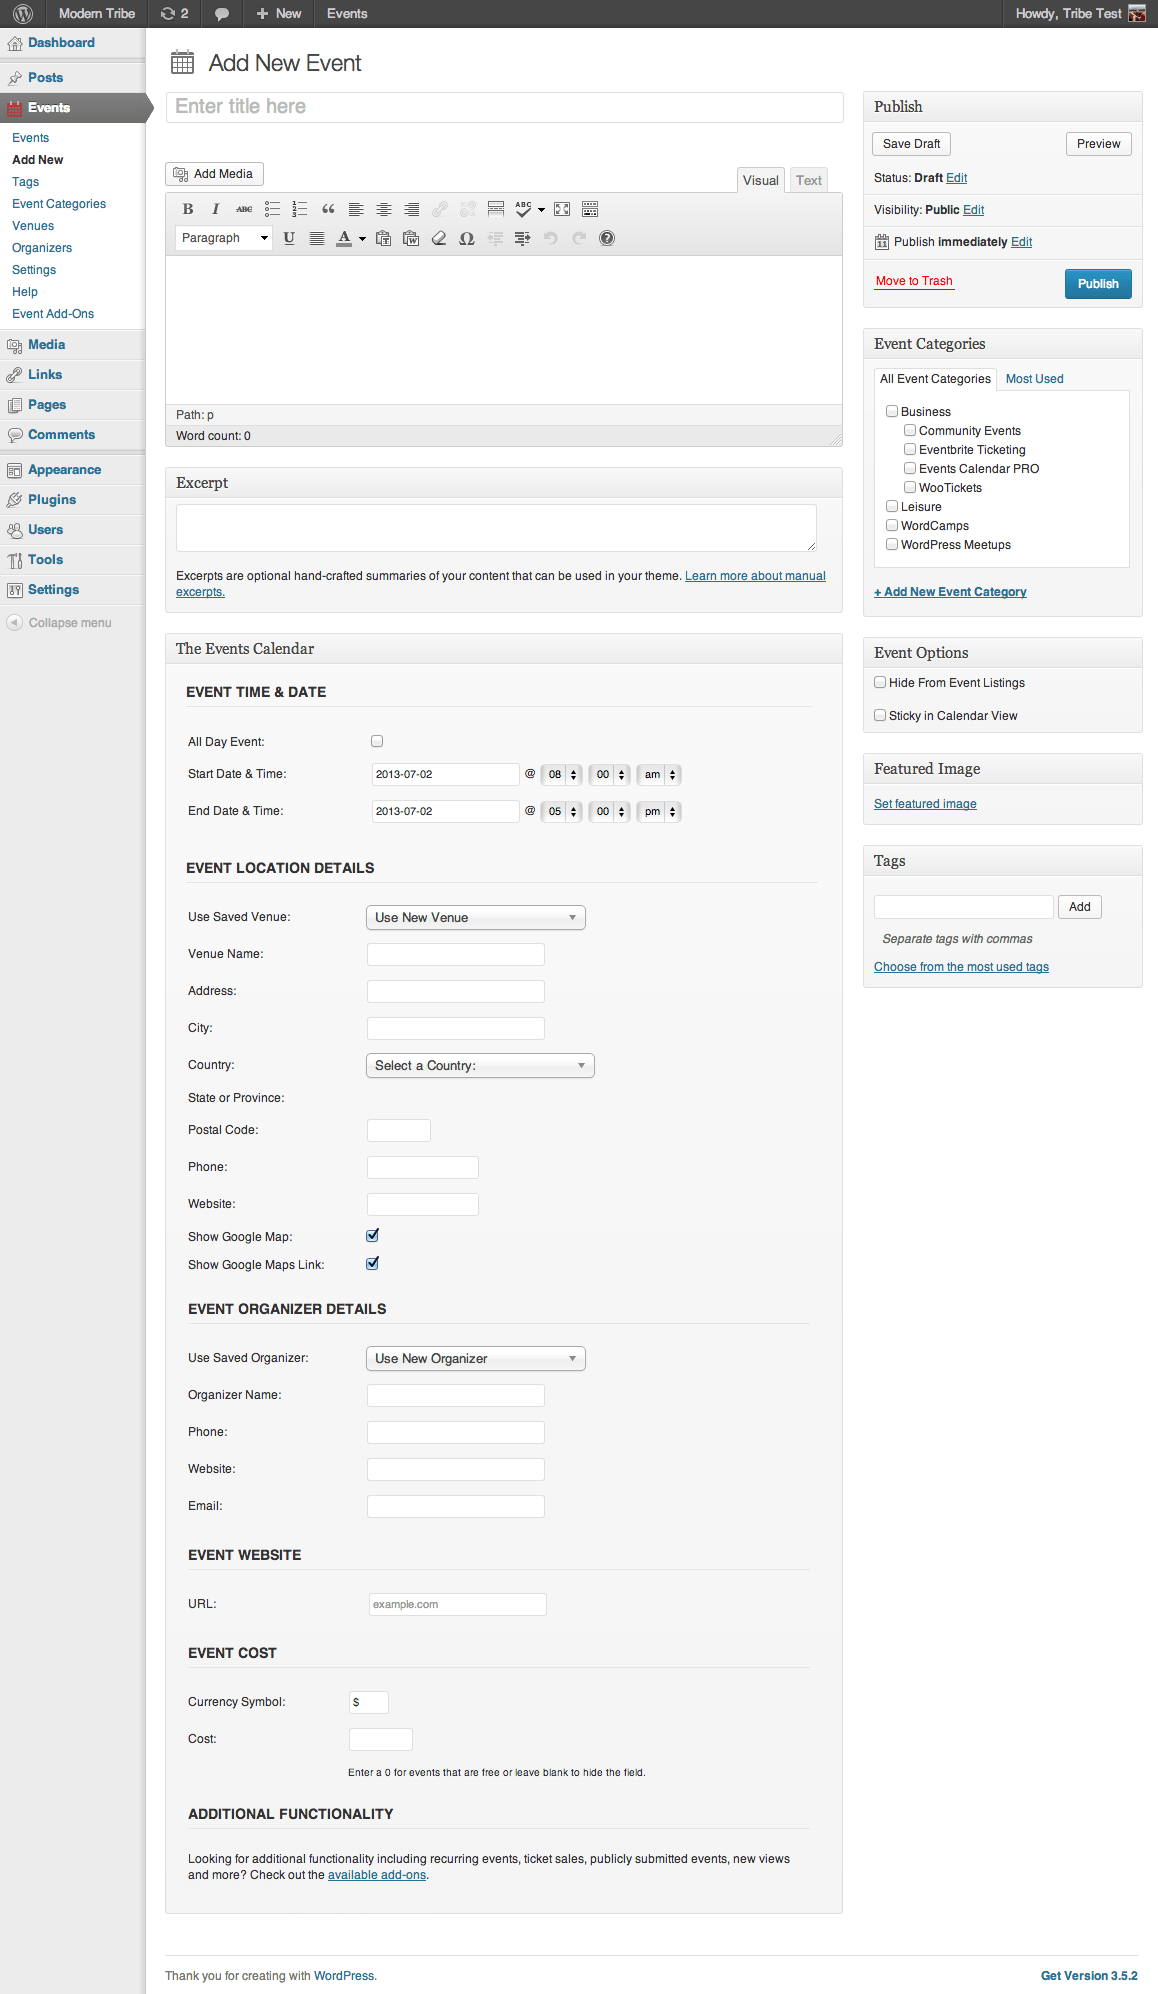 Modern Tribe
2
New
Events
Howdy, Tribe Test
Dashboard
Posts
Events
Events
Add New
Tags
Event Categories
Venues
Organizers
Settings
Help
Event Add-Ons
Media
Links
Pages
Comments
Appearance
Plugins
Users
Tools
Settings
Collapse menu
Add New Event
Enter title here
Add Media
Visual
Text
B I ABC ABC
Paragraph U A
Path: p
Word count: 0
Excerpt
Excerpts are optional hand-crafted summaries of your content that can be used in your theme. Learn more about manual
excerpts.
The Events Calendar
EVENT TIME & DATE
All Day Event:
Start Date & Time: 2013-07-02 @ 08 00 am
End Date & Time: 2013-07-02 @ 05 00 pm
EVENT LOCATION DETAILS
Use Saved Venue: Use New Venue
Venue Name:
Address:
City:
Country: Select a Country:
State or Province:
Postal Code:
Phone:
Website:
Show Google Map:
Show Google Maps Link:
EVENT ORGANIZER DETAILS
Use Saved Organizer: Use New Organizer
Organizer Name:
Phone:
Website:
Email:
EVENT WEBSITE
URL: example.com
EVENT COST
Currency Symbol: $
Cost:
Enter a 0 for events that are free or leave blank to hide the field.
ADDITIONAL FUNCTIONALITY
Looking for additional functionality including recurring events, ticket sales, publicly submitted events, new views
and more? Check out the available add-ons.
Publish
Save Draft
Preview
Status: Draft Edit
Visibility: Public Edit
11 Publish immediately Edit
Move to Trash
Publish
Event Categories
All Event Categories
Most Used
Business
Community Events
Eventbrite Ticketing
Events Calendar PRO
WooTickets
Leisure
WordCamps
WordPress Meetups
+ Add New Event Category
Event Options
Hide From Event Listings
Sticky in Calendar View
Featured Image
Set featured image
Tags
Add
Separate tags with commas
Choose from the most used tags
Thank you for creating with WordPress.
Get Version 3.5.2